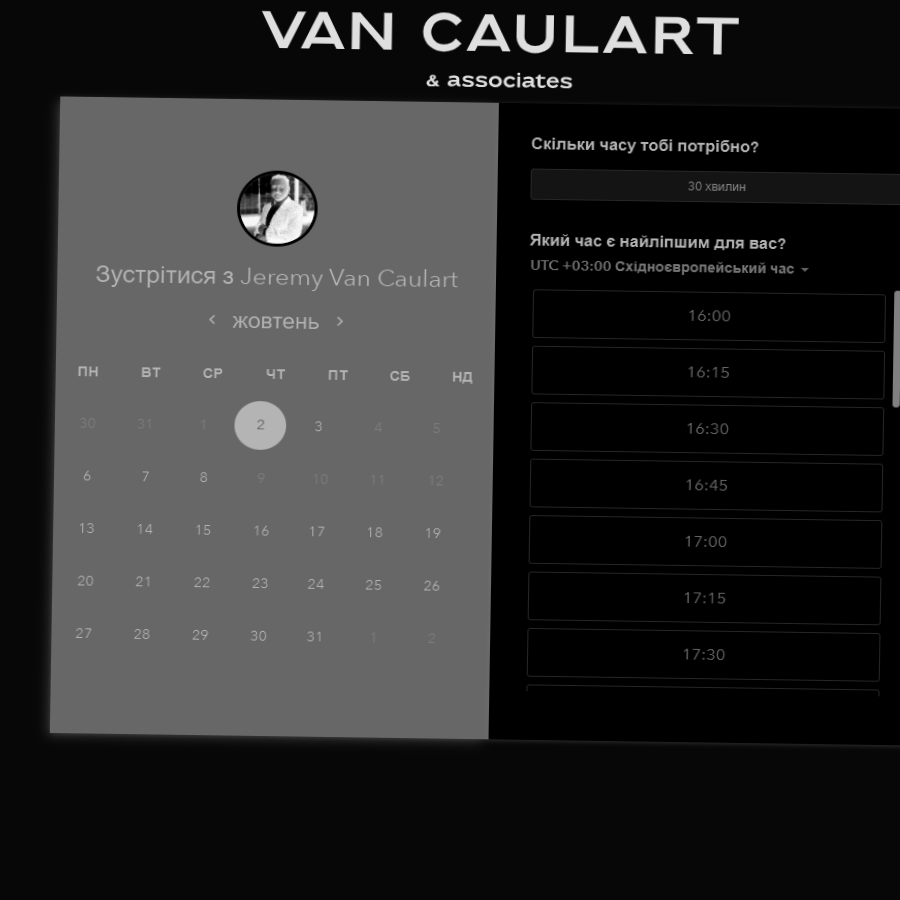 VAN CAULART
& associates
Зустрітися з Jeremy Van Caulart
жовтень
ПН ВТ СР ЧТ ПТ СБ НД
30 31 1 2 3 4 5
6 7 8 9 10 11 12
13 14 15 16 17 18 19
20 21 22 23 24 25 26
27 28 29 30 31 1 2
Скільки часу тобі потрібно?
30 хвилин
Який час є найліпшим для вас?
UTC +03:00 Східноєвропейський час
16:00
16:15
16:30
16:45
17:00
17:15
17:30